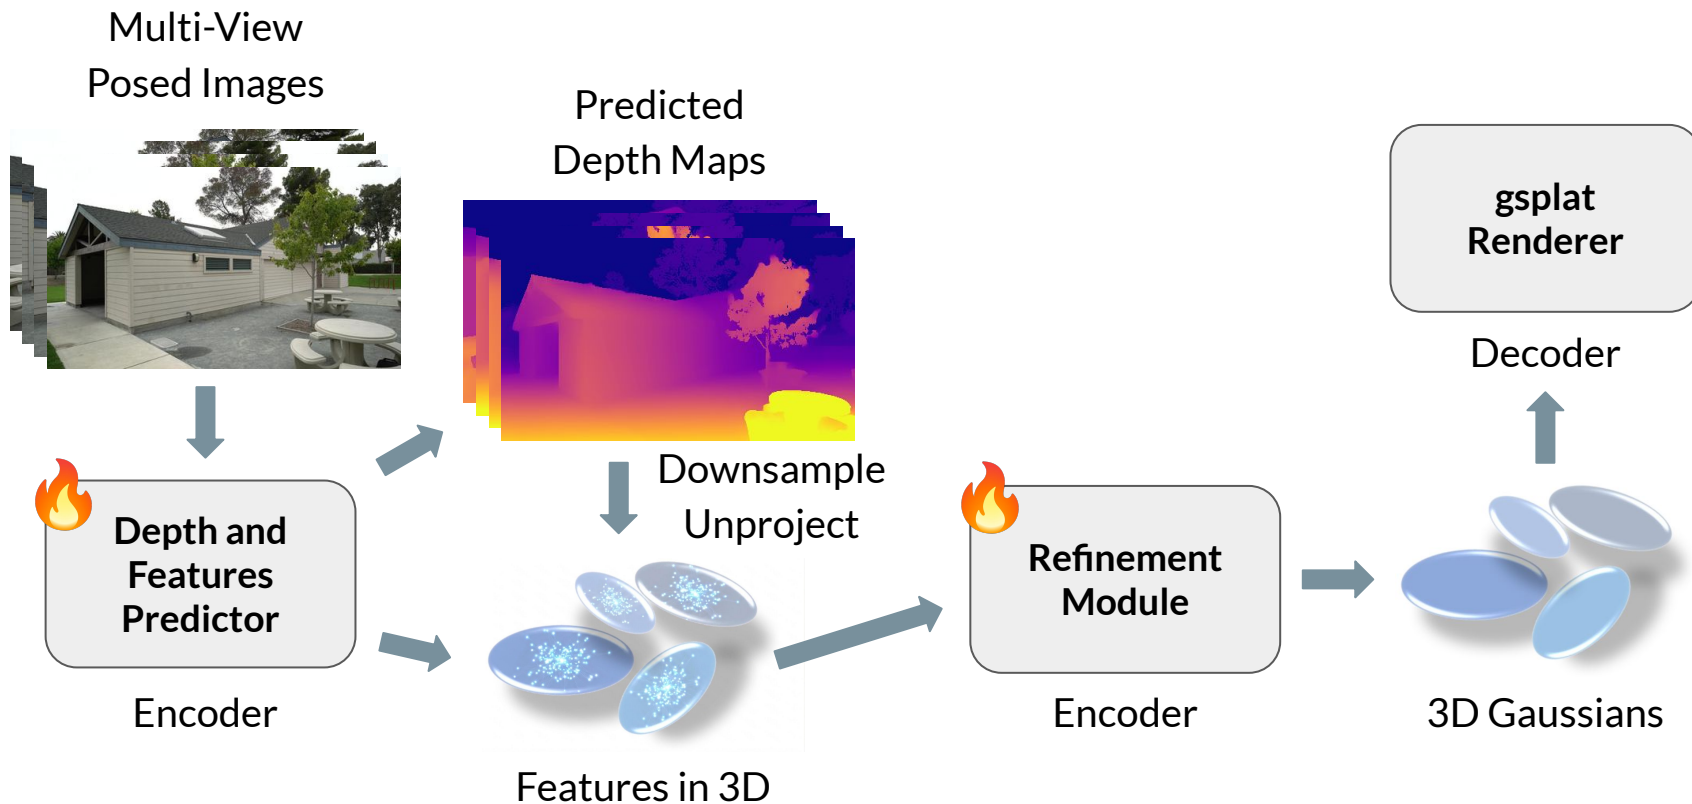 Multi-View
Posed Images
Predicted
Depth Maps
Downsample
Unproject
Depth and
Features
Predictor
Encoder
Features in 3D
Refinement
Module
Encoder
3D Gaussians
gsplat
Renderer
Decoder